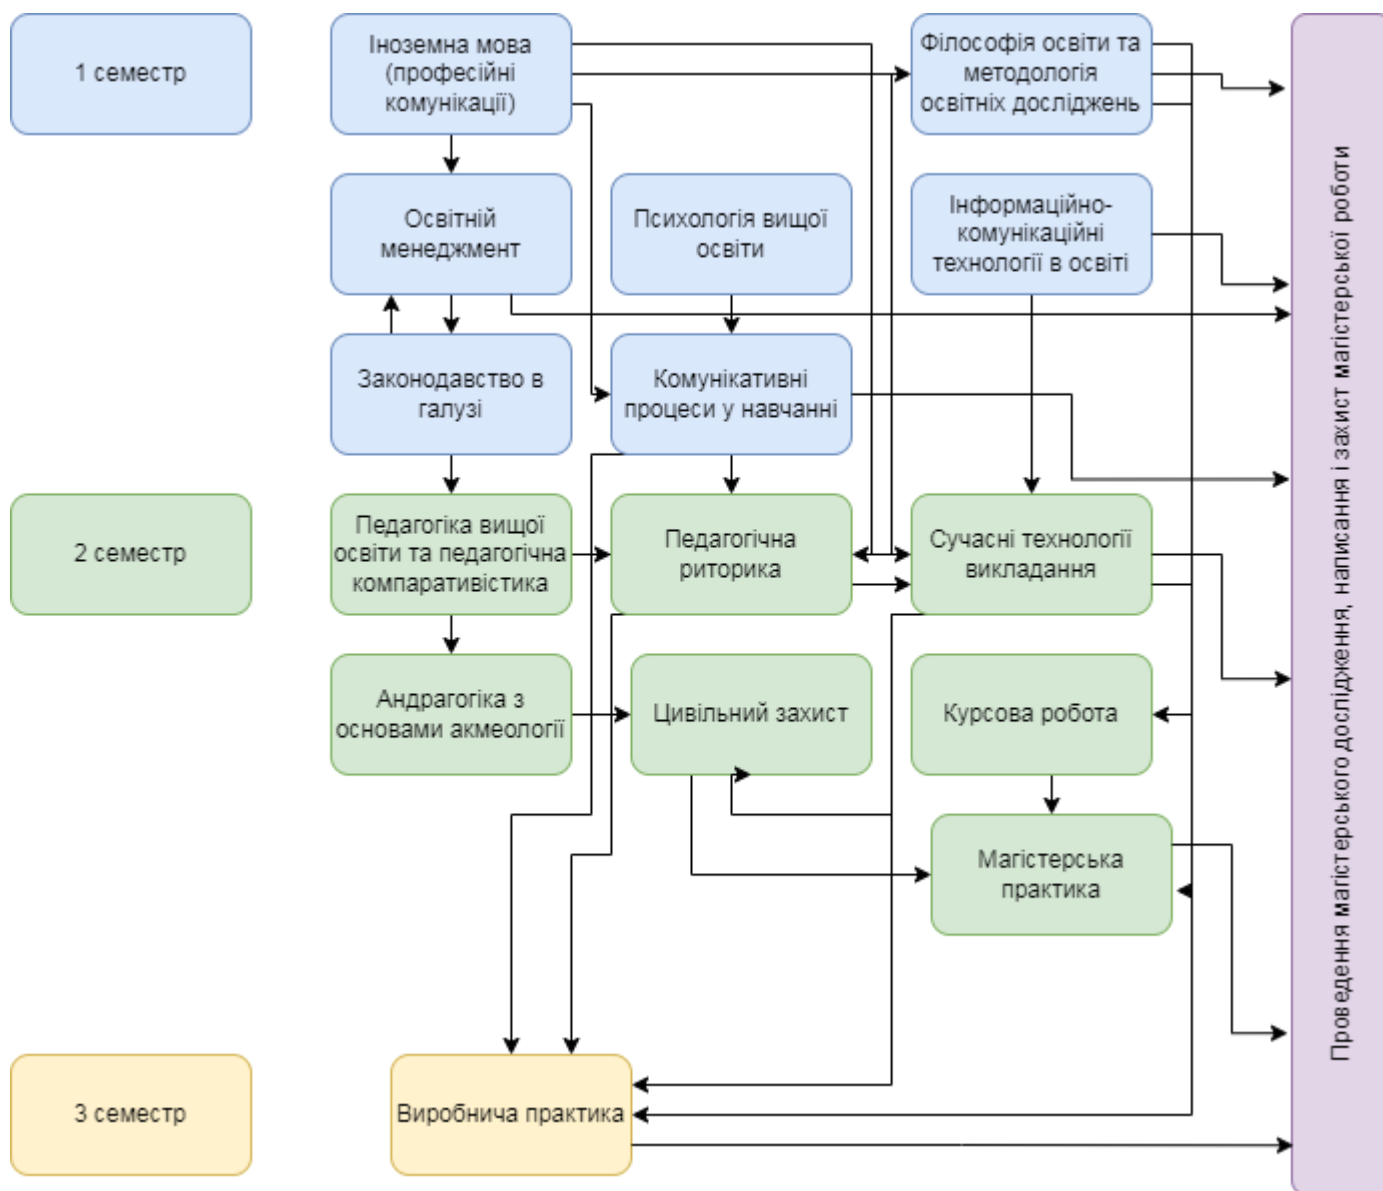 1 семестр
Іноземна мова
(професійні
комунікації)
Філософія освіти та
методологія
освітніх досліджень
Освітній
менеджмент
Психологія вищої
освіти
Інформаційно-
комунікаційні
технології в освіті
Законодавство в
галузі
Комунікативні
процеси у навчанні
2 семестр
Педагогіка вищої
освіти та педагогічна
компаративістика
Педагогічна
риторика
Сучасні технології
викладання
Андрагогіка з
основами акмеології
Цивільний захист
Курсова робота
Магістерська
практика
3 семестр
Виробнича практика
Проведення магістерського дослідження, написання і захист магістерської роботи